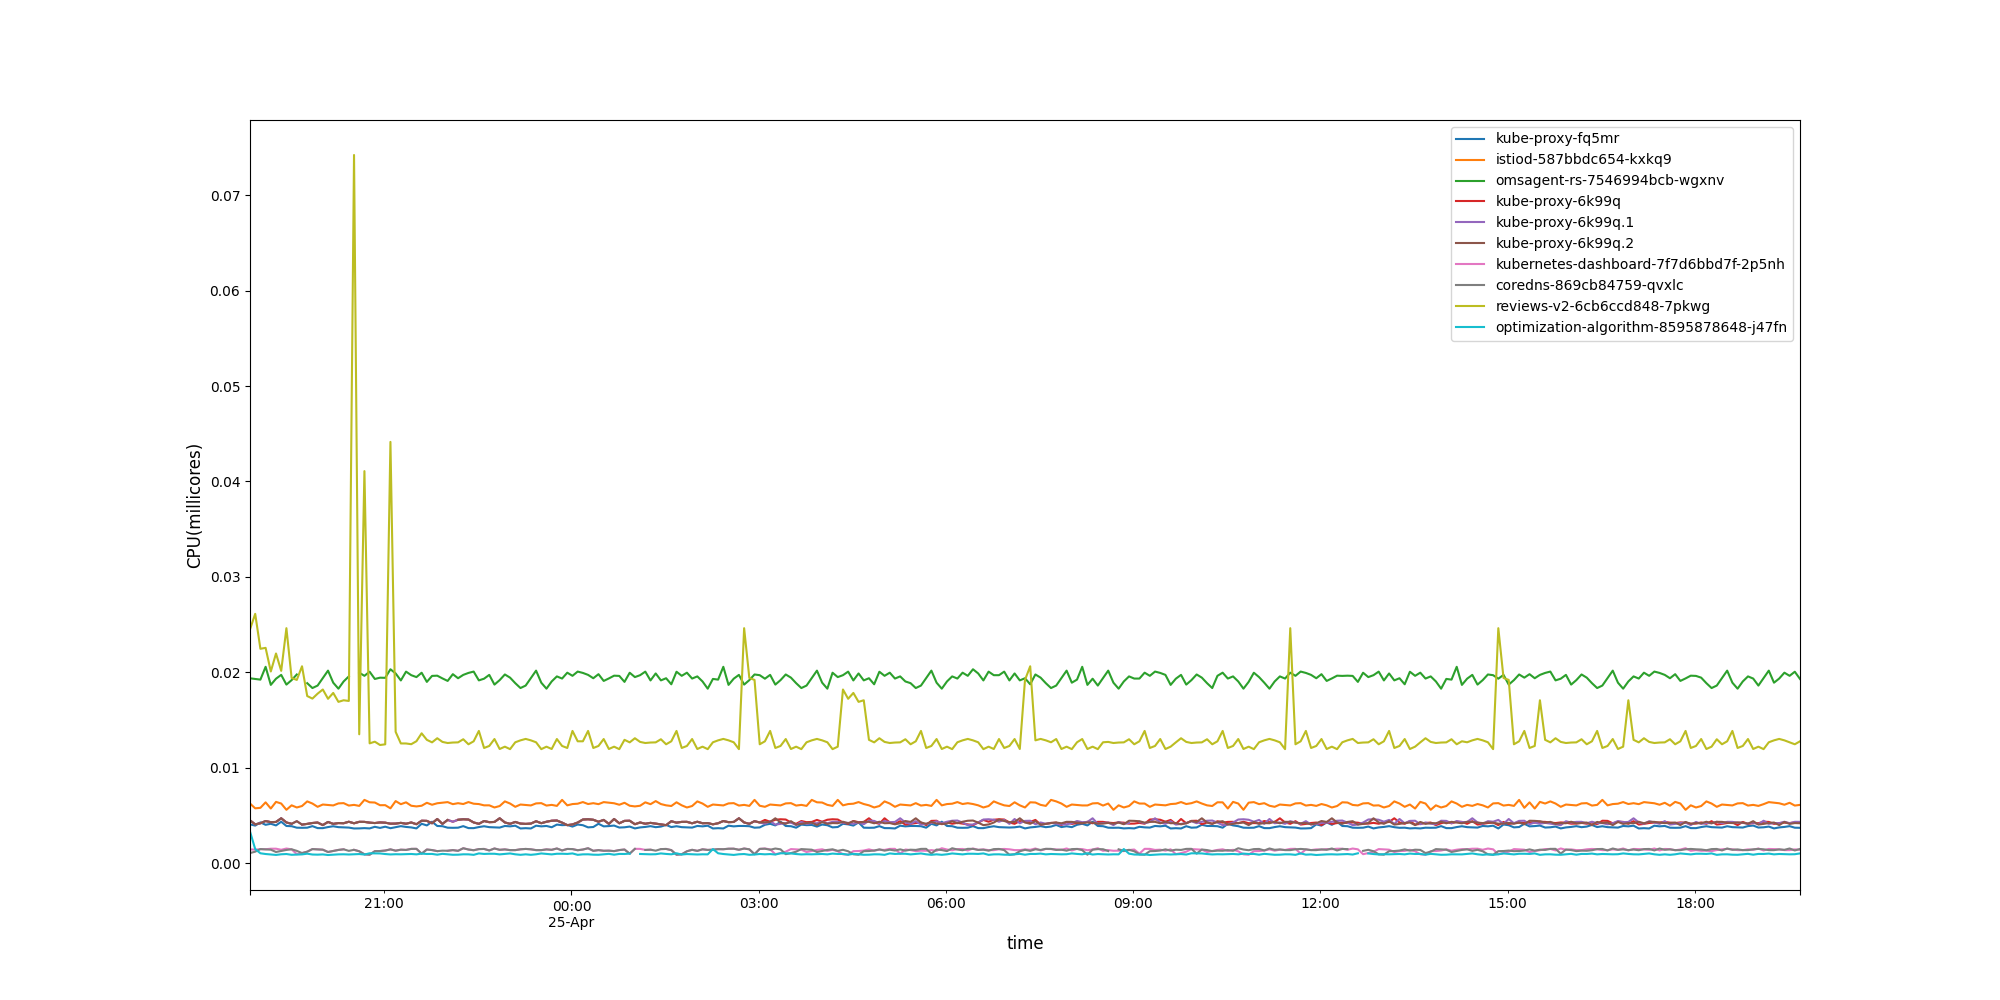 kube-proxy-fq5mr
istiod-587bbdc654-kxkq9
omsagent-rs-7546994bcb-wgxnv
kube-proxy-6k99q
kube-proxy-6k99q.1
kube-proxy-6k99q.2
kubernetes-dashboard-7f7d6bbd7f-2p5nh
coredns-869cb84759-qvxlc
reviews-v2-6cb6ccd848-7pkwg
optimization-algorithm-8595878648-j47fn
0.07
0.06
0.05
0.04
0.03
0.02
0.01
0.00
CPU(millicores)
21:00
00:00
25-Apr
03:00
06:00
09:00
12:00
15:00
18:00
time